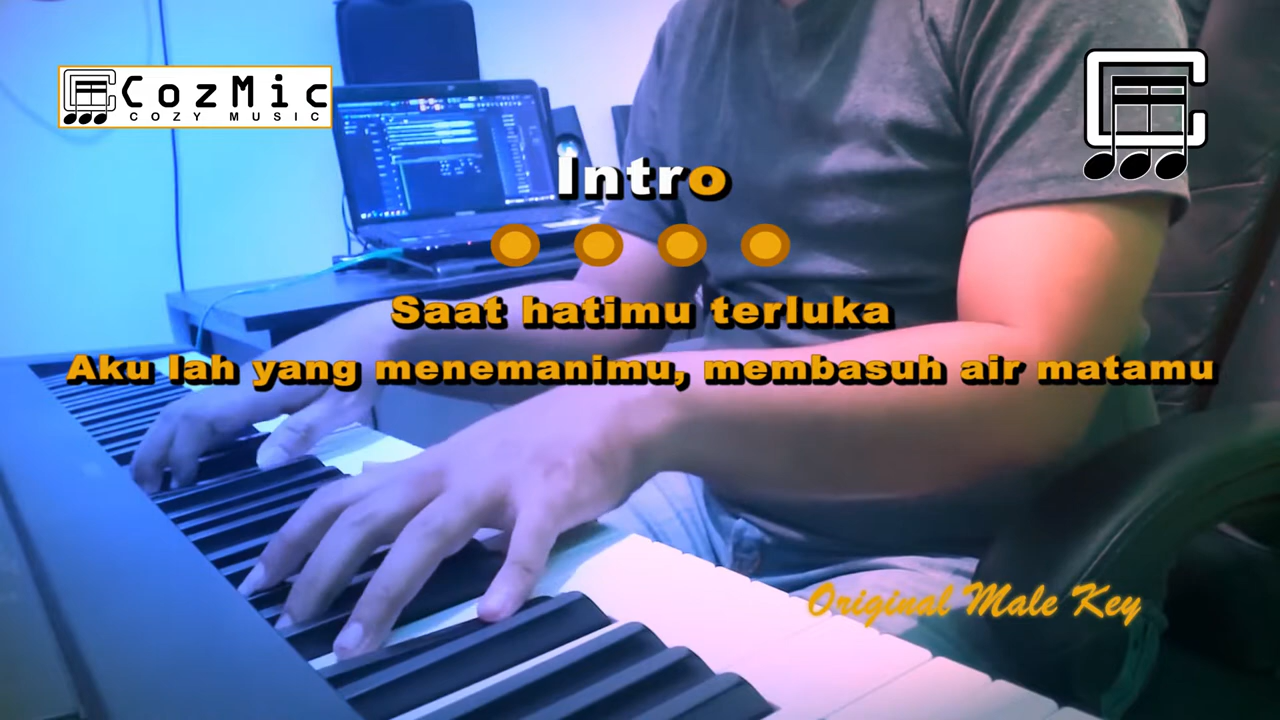 CozMic
COZY MUSIC
Intro
Saat hatimu terluka
Aku lah yang menemanimu, membasuh air matamu
Original Male Key